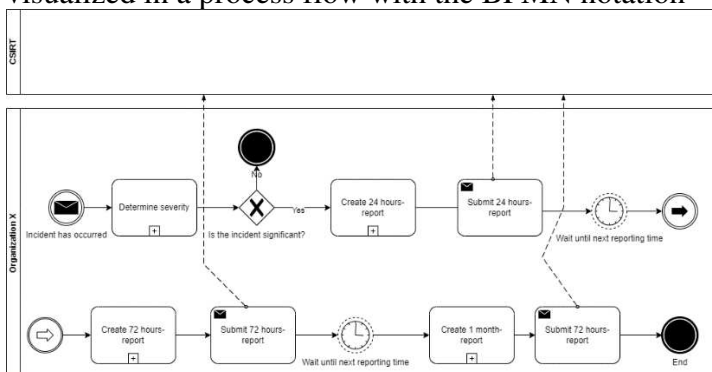 visualized in a process flow with the BPMN notation
CSIRT
Organization X
No
Determine severity
Create 24 hours-
report
Submit 24 hours-
report
Yes
Incident has occurred
Is the incident significant?
Wait until next reporting time
Create 72 hours-
report
Submit 72 hours-
report
Create 1 month-
report
Submit 72 hours-
report
Wait until next reporting time
End